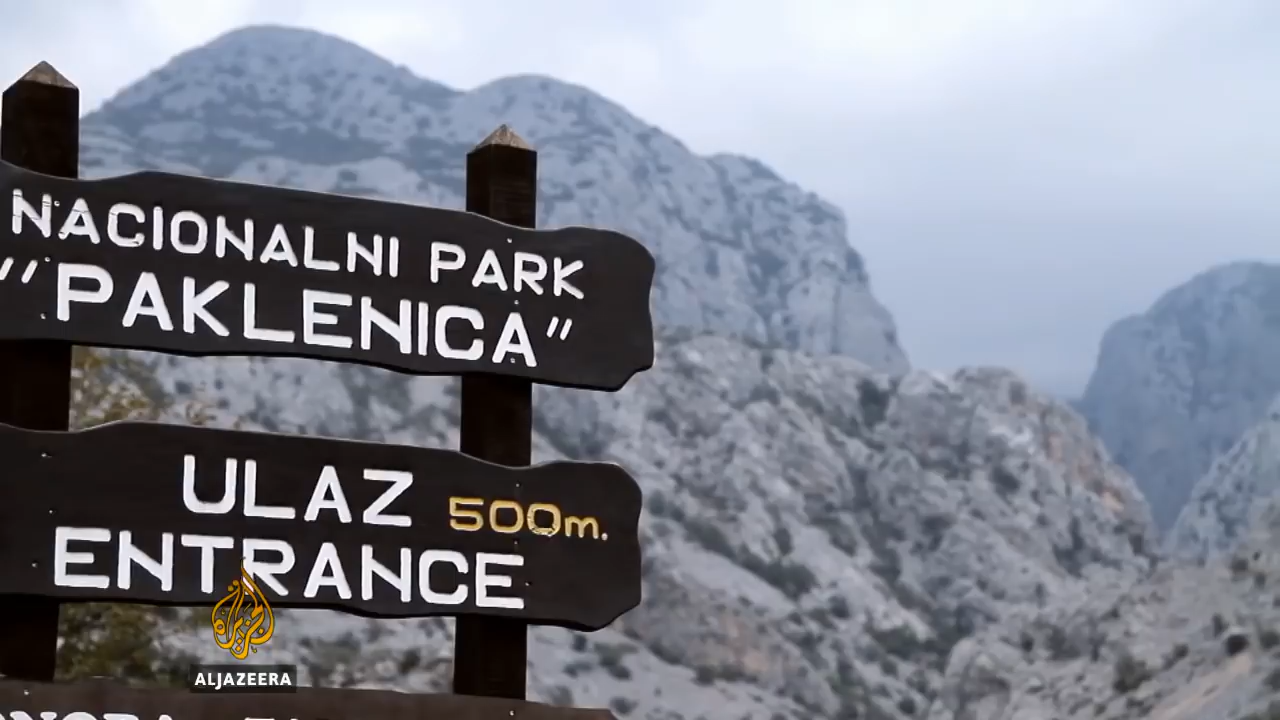 NACIONALNI PARK
"PAKLENICA"
ULAZ 500m.
ENTRANCE
ALJAZEERA